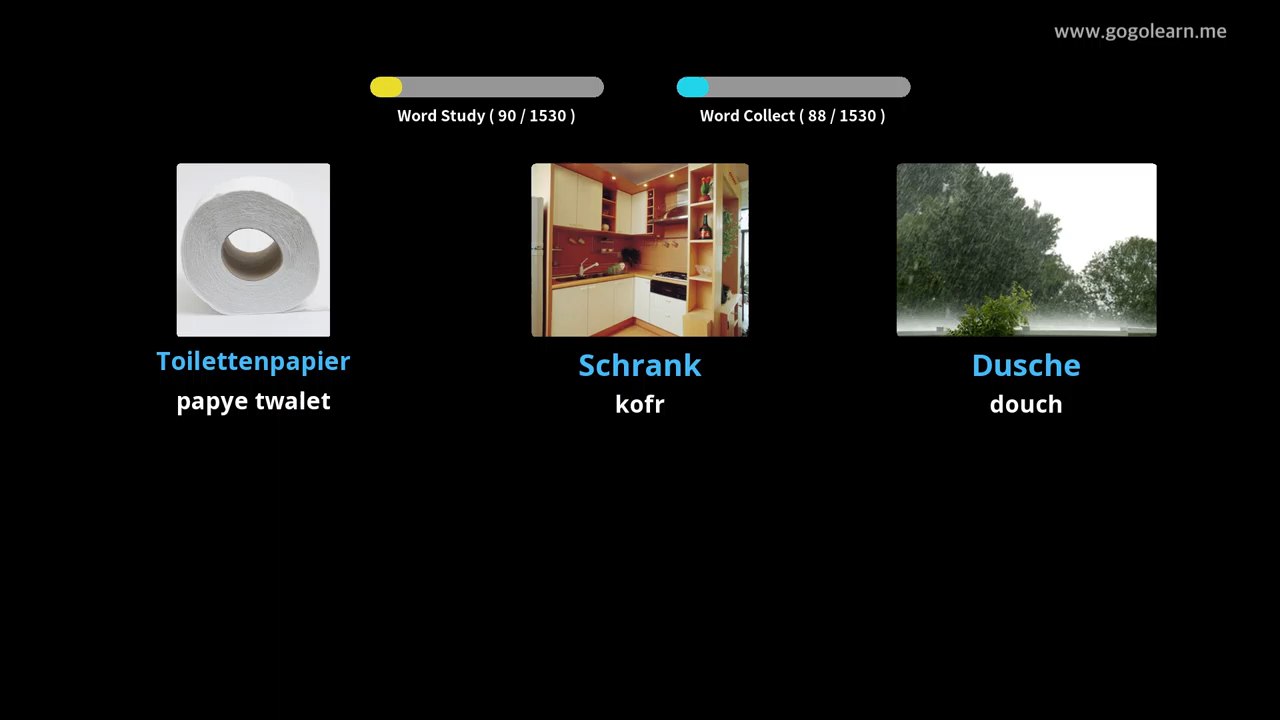 www.gogolearn.me
Word Study ( 90 / 1530 )
Word Collect ( 88 / 1530 )
Toilettenpapier
papye twalet
Schrank
kofr
Dusche
douch